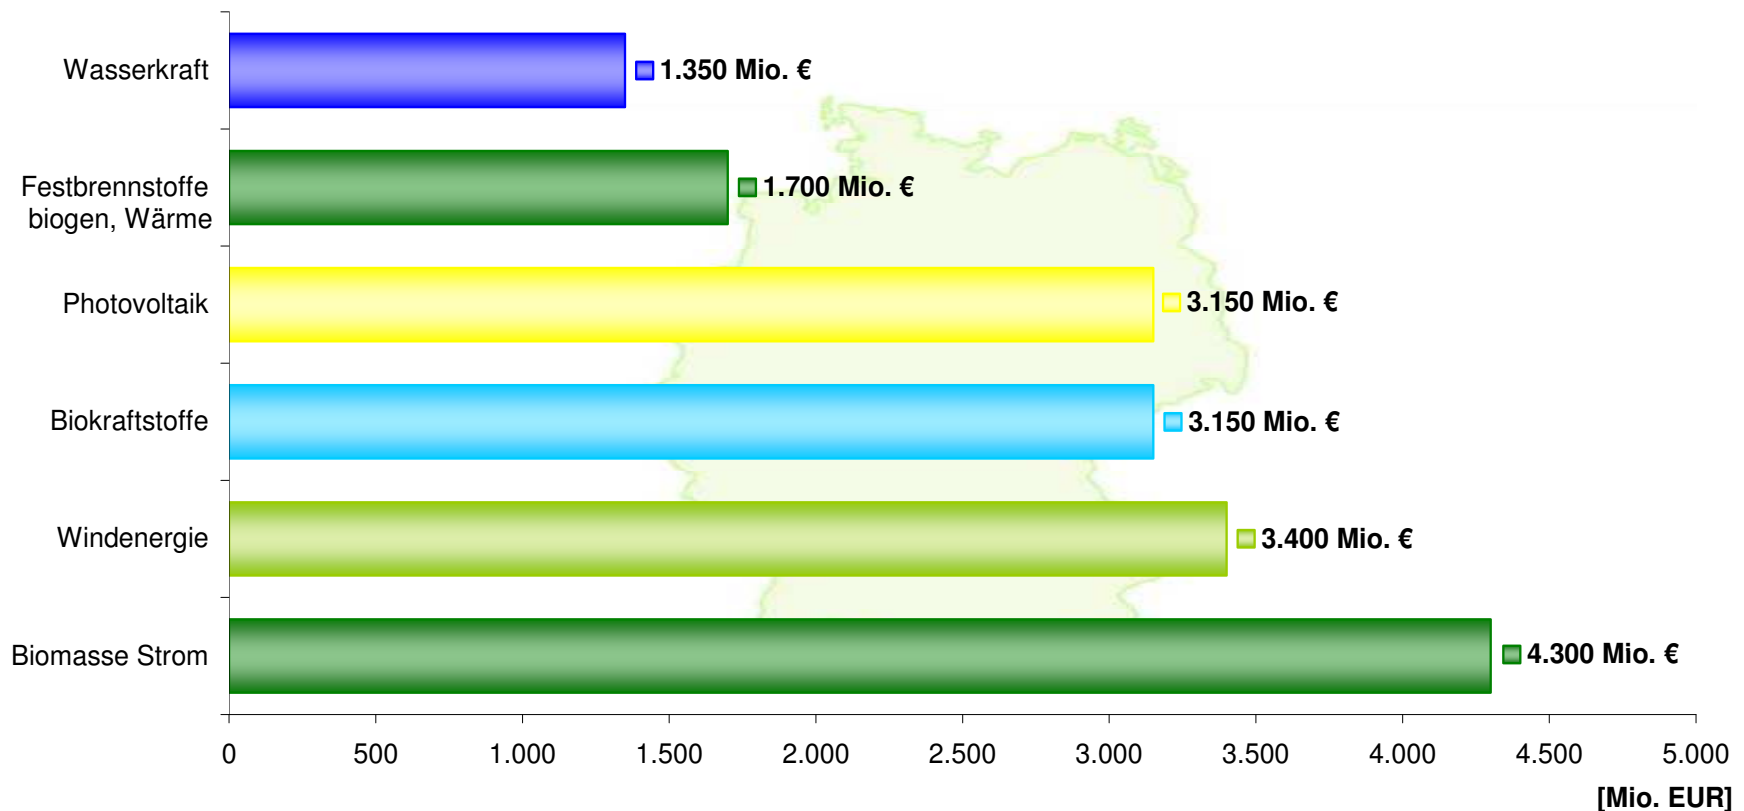 Wasserkraft
1.350 Mio. €
Festbrennstoffe
biogen, Wärme
1.700 Mio. €
Photovoltaik
3.150 Mio. €
Biokraftstoffe
3.150 Mio. €
Windenergie
3.400 Mio. €
Biomasse Strom
4.300 Mio. €
0 500 1.000 1.500 2.000 2.500 3.000 3.500 4.000 4.500 5.000
[Mio. EUR]